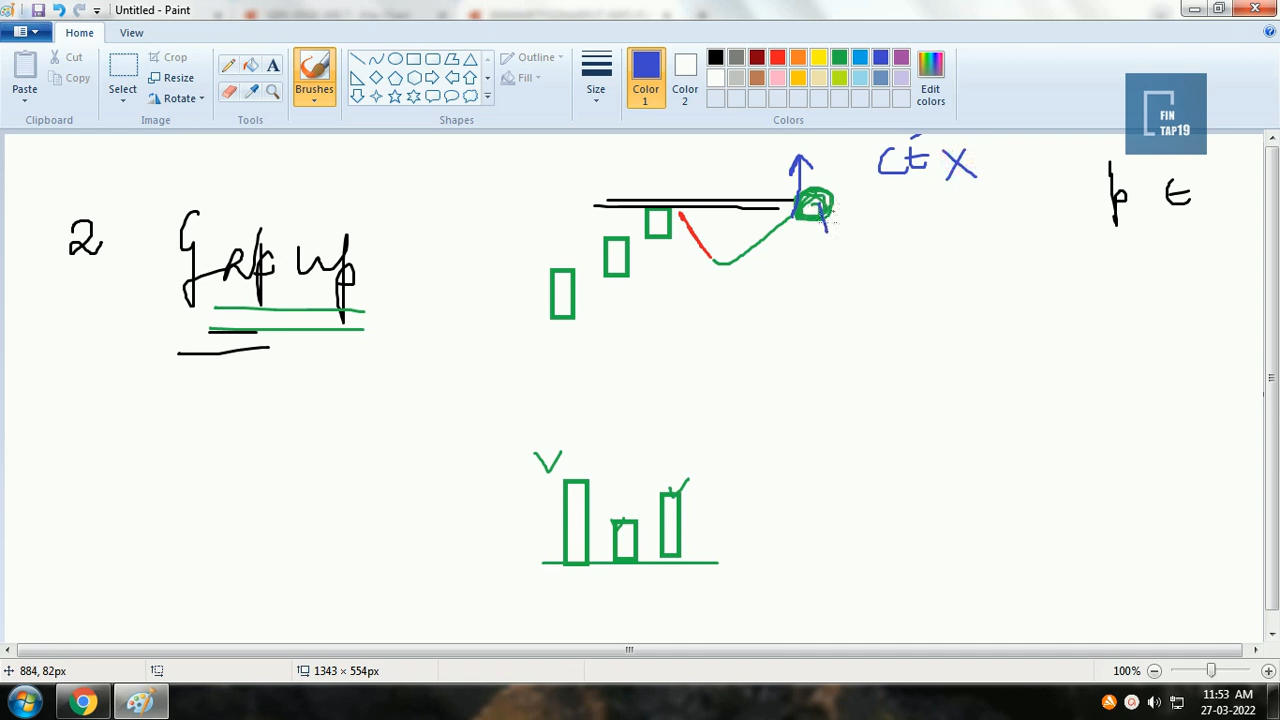 Untitled - Paint
Home
View
Paste
Cut
Copy
Clipboard
Select
Crop
Resize
Rotate
Image
Tools
Brushes
Shapes
Outline
Fill
Size
Color
1
Color
2
Edit
colors
Colors
FIN
TAP19
CE X
PE
2 Gap up
884, 82px
1343 × 554px
100%
11:53 AM
27-03-2022